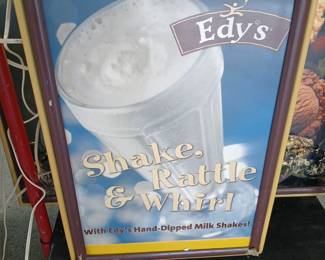 Edy's
Shake,
Rattle
& Whirl
With Edy's Hand-Dipped Milk Shakes!